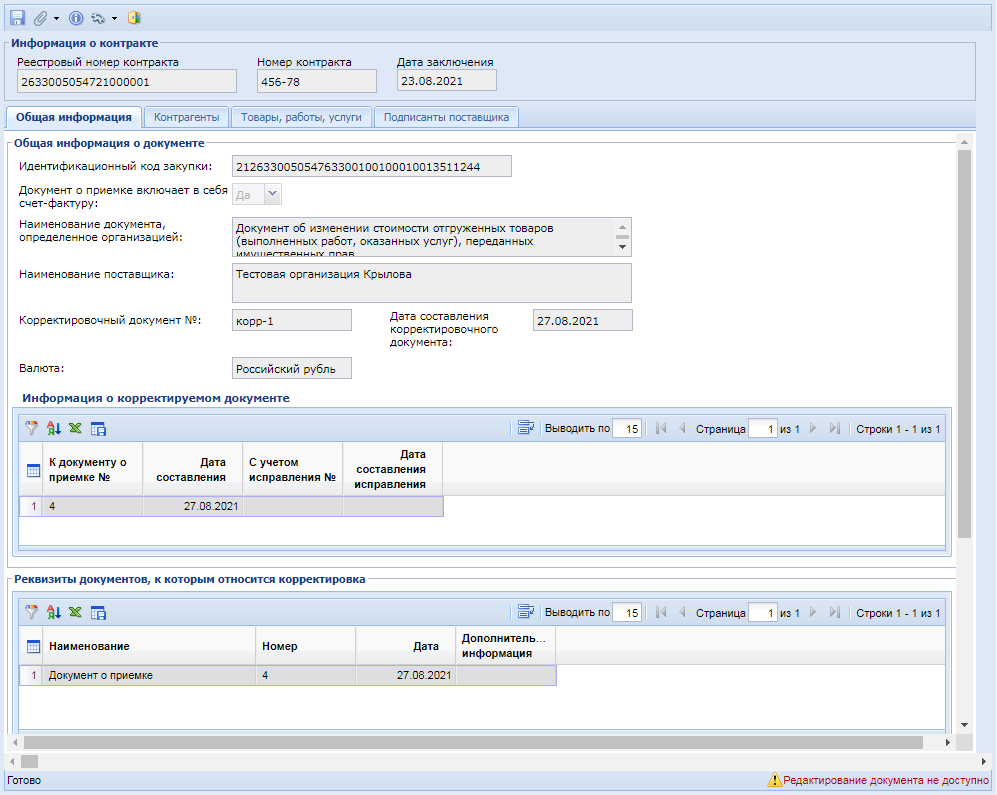 Информация о контракте
Реестровый номер контракта
Номер контракта
Дата заключения
2633005054721000001
456-78
23.08.2021
Общая информация
Контрагенты
Товары, работы, услуги
Подписанты поставщика
Общая информация о документе
Идентификационный код закупки:
212633005054763300100100010013511244
Документ о приемке включает в себя
счет-фактуру:
Да
Наименование документа,
определенное организацией:
Документ об изменении стоимости отгруженных товаров
(выполненных работ, оказанных услуг), переданных
имущественных прав
Наименование поставщика:
Тестовая организация Крылова
Корректировочный документ №:
корр-1
Дата составления
корректировочного
документа:
27.08.2021
Валюта:
Российский рубль
Информация о корректируемом документе
Выводить по 15
Страница 1 из 1
Строки 1 - 1 из 1
К документу о
приемке №
Дата
составления
С учетом
исправления №
Дата
составления
исправления
1 4 27.08.2021
Реквизиты документов, к которым относится корректировка
Выводить по 15
Страница 1 из 1
Строки 1 - 1 из 1
Наименование
Номер
Дата
Дополнитель...
информация
1 Документ о приемке 4 27.08.2021
Готово
Редактирование документа не доступно